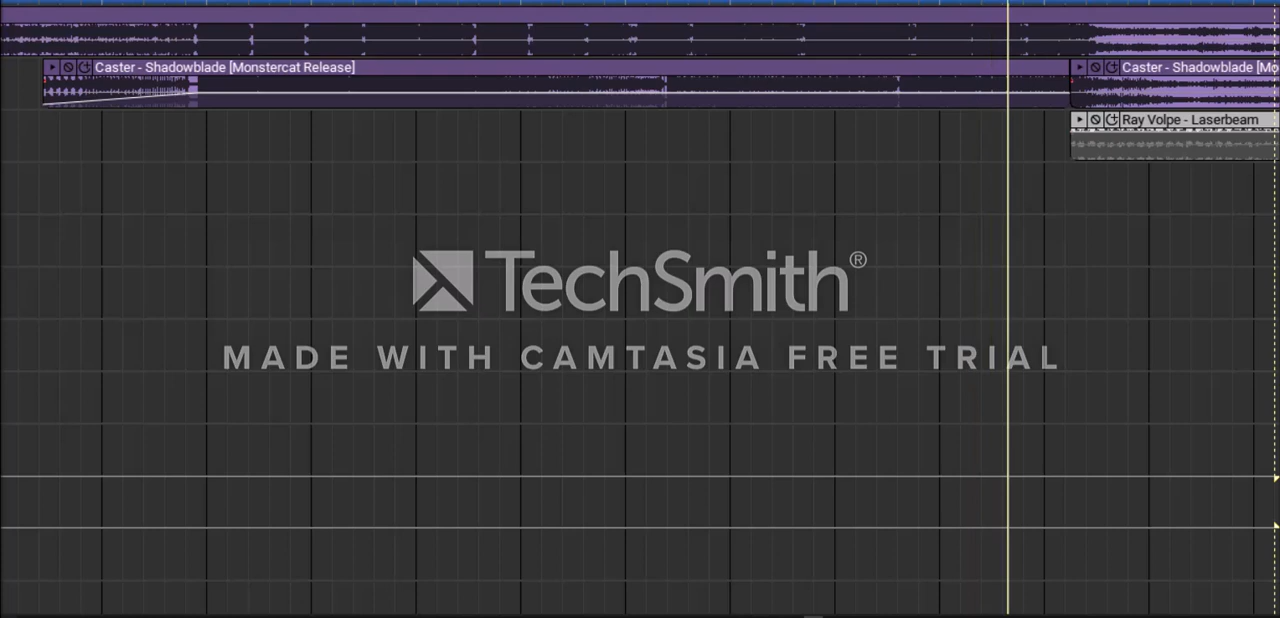 Caster - Shadowblade [Monstercat Release]
Caster - Shadowblade [Mo
Ray Volpe - Laserbeam
TechSmith®
MADE WITH CAMTASIA FREE TRIAL